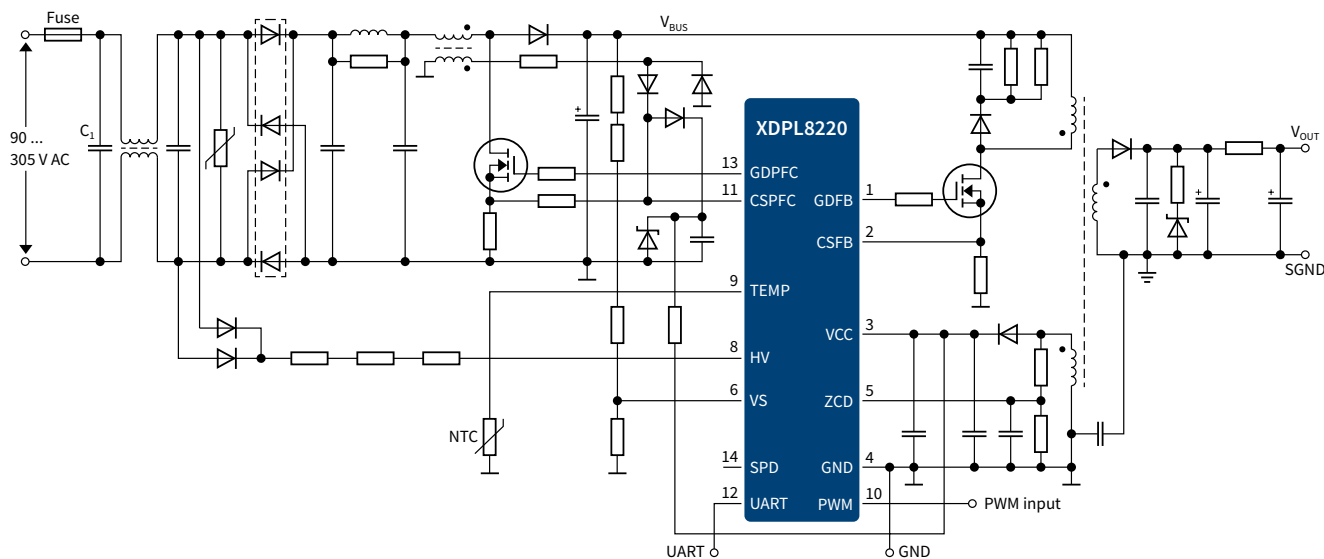 Fuse
V_BUS
C₁
90 ...
305 V AC
+
XDPL8220
13
GDPFC
11
CSPFC
1
GDFB
2
CSFB
9
TEMP
3
VCC
8
HV
6
VS
5
ZCD
14
SPD
4
GND
12
UART
10
PWM
NTC
PWM input
UART
GND
V_OUT
+
+
SGND